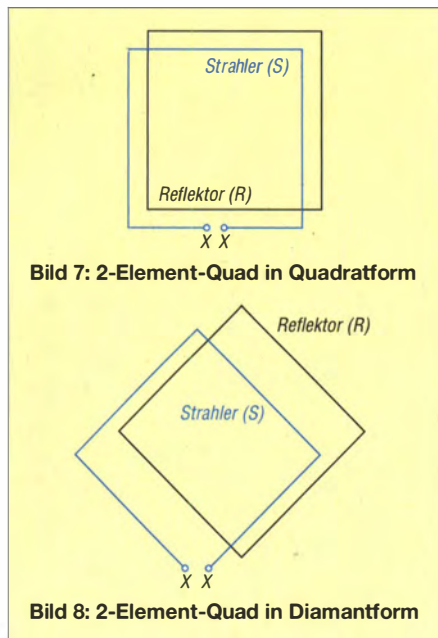 Strahler (S)
Reflektor (R)
X X
Bild 7: 2-Element-Quad in Quadratform
Reflektor (R)
Strahler (S)
X X
Bild 8: 2-Element-Quad in Diamantform